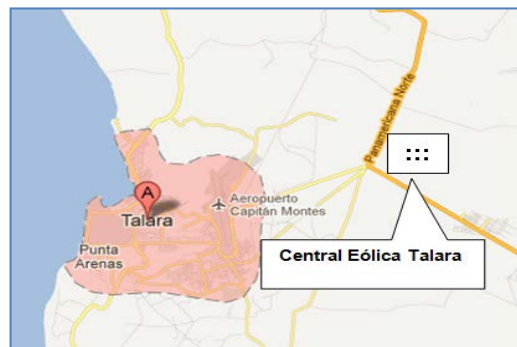 Panamericana Norte
:::
A
Aeropuerto
Capitán Montes
Talara
Punta
Arenas
Central Eólica Talara